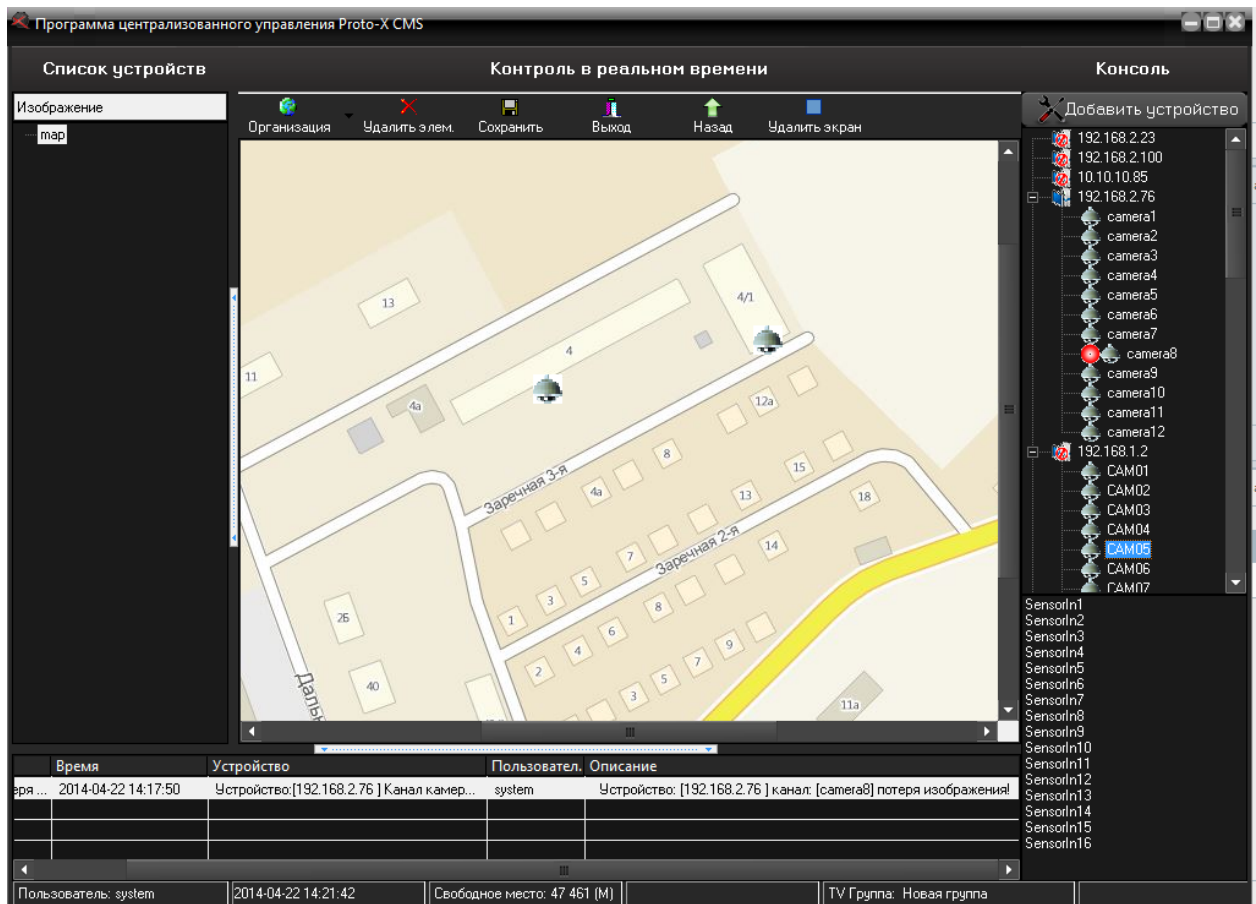 Программа централизованного управления Proto-X CMS
Список устройств
Контроль в реальном времени
Консоль
Изображение
map
Организация
Удалить элем.
Сохранить
Выход
Назад
Удалить экран
Добавить устройство
192.168.2.23
192.168.2.100
10.10.10.85
192.168.2.76
camera1
camera2
camera3
camera4
camera5
camera6
camera7
camera8
camera9
camera10
camera11
camera12
192.168.1.2
CAM01
CAM02
CAM03
CAM04
CAM05
CAM06
CAM07
SensorIn1
SensorIn2
SensorIn3
SensorIn4
SensorIn5
SensorIn6
SensorIn7
SensorIn8
SensorIn9
SensorIn10
SensorIn11
SensorIn12
SensorIn13
SensorIn14
SensorIn15
SensorIn16
13
4/1
4
11
4а
12а
8
Заречная 3-я
4а
15
13
18
Заречная 2-я
7
14
5
3
1
8
2Б
6
4
9
2
7
5
40
3
11а
Дальн
Время
Устройство
Пользовател.
Описание
еря ...
2014-04-22 14:17:50
Устройство:[192.168.2.76 ] Канал камер...
system
Устройство: [192.168.2.76 ] канал: [camera8] потеря изображения!
Пользователь: system
2014-04-22 14:21:42
Свободное место: 47 461 (M)
TV Группа: Новая группа